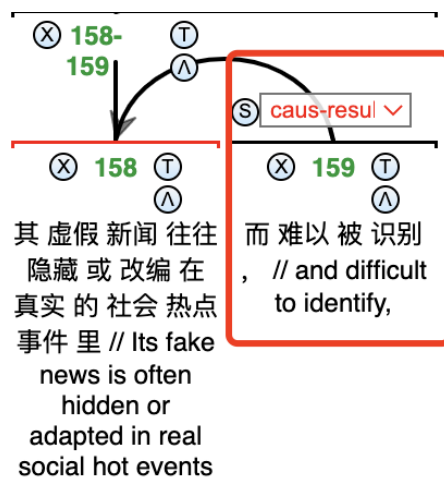 X 158-159 T
Λ
S caus-resul
X 158 T
Λ
X 159 T
Λ
其 虚假 新闻 往往
隐藏 或 改编 在
真实 的 社会 热点
事件 里 // Its fake
news is often
hidden or
adapted in real
social hot events
而 难以 被 识别
， // and difficult
to identify,